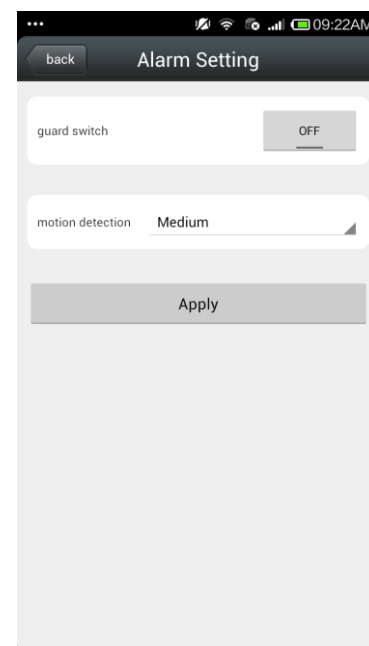 09:22AM
back
Alarm Setting
guard switch
OFF
motion detection
Medium
Apply